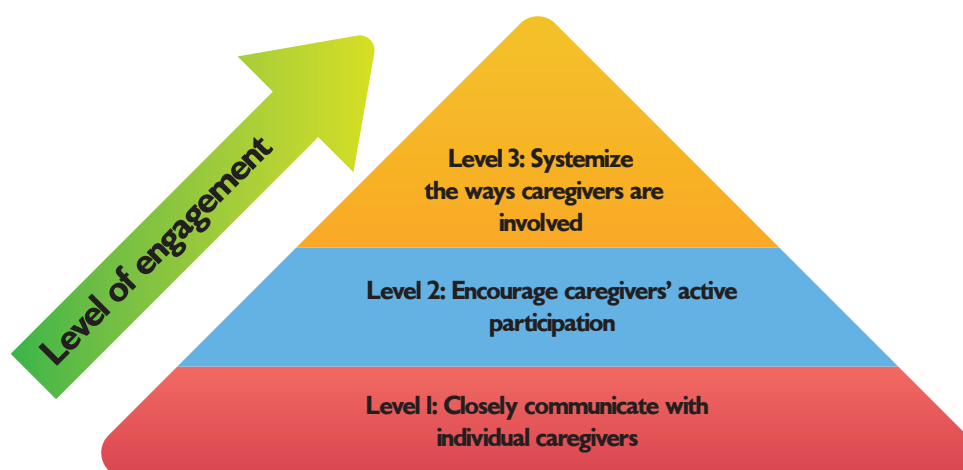 Level of engagement
Level 3: Systemize
the ways caregivers are
involved
Level 2: Encourage caregivers’ active
participation
Level 1: Closely communicate with
individual caregivers